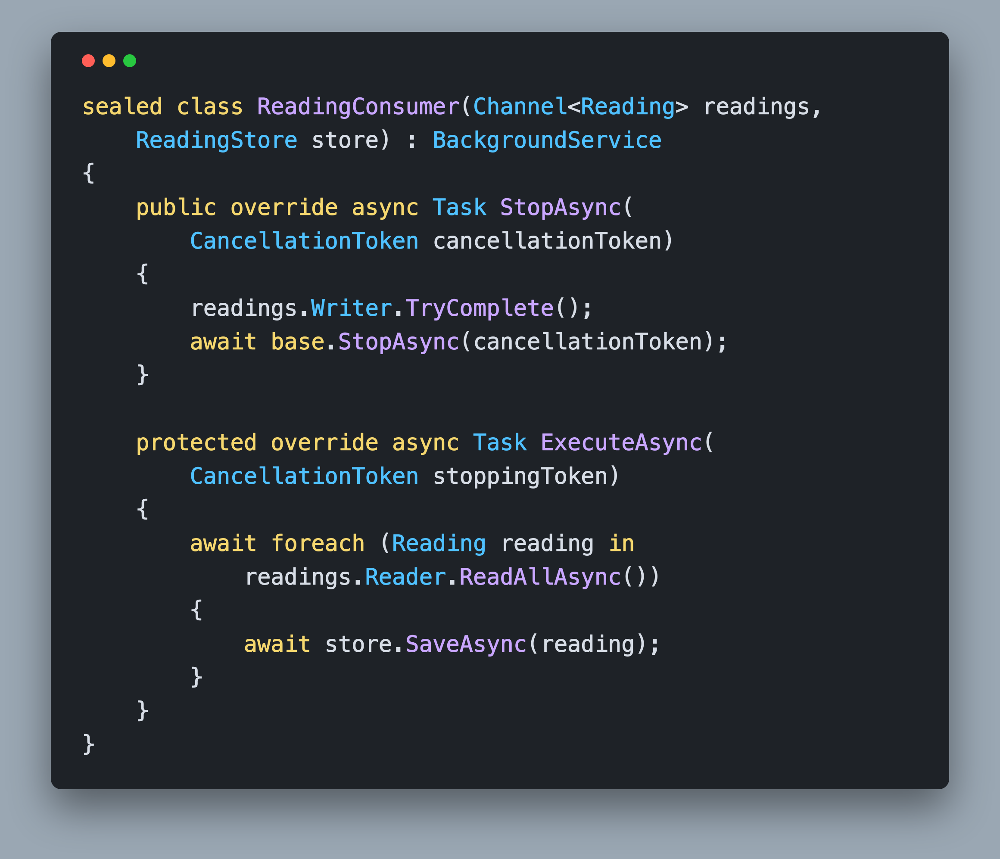 sealed class ReadingConsumer(Channel<Reading> readings,
    ReadingStore store) : BackgroundService
{
    public override async Task StopAsync(
        CancellationToken cancellationToken)
    {
        readings.Writer.TryComplete();
        await base.StopAsync(cancellationToken);
    }

    protected override async Task ExecuteAsync(
        CancellationToken stoppingToken)
    {
        await foreach (Reading reading in
            readings.Reader.ReadAllAsync())
        {
            await store.SaveAsync(reading);
        }
    }
}